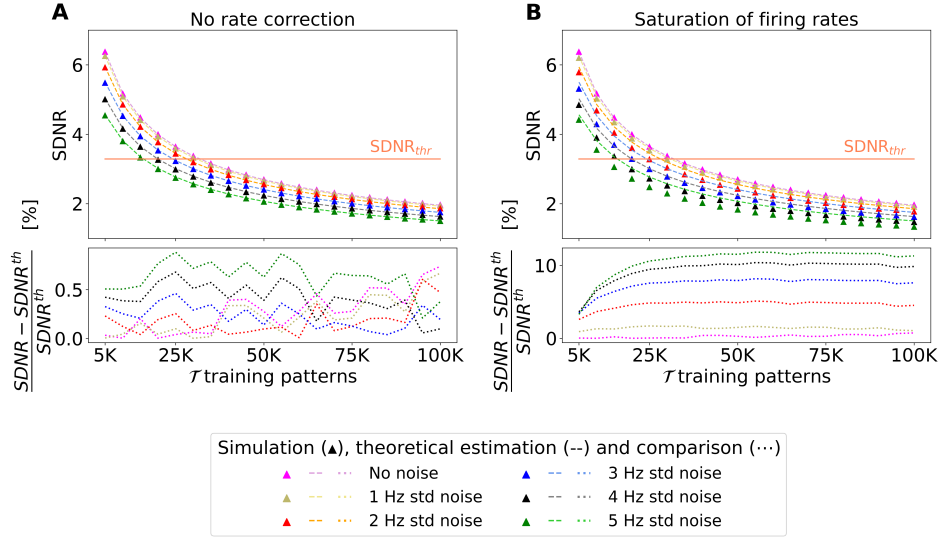 A
No rate correction
SDNR
6
4
2
SDNR_thr
[%]
SDNR − SDNR^th
SDNR^th
0.5
0.0
5K 25K 50K 75K 100K
𝒯 training patterns
B
Saturation of firing rates
SDNR
6
4
2
SDNR_thr
[%]
SDNR − SDNR^th
SDNR^th
10
0
5K 25K 50K 75K 100K
𝒯 training patterns
Simulation (▲), theoretical estimation (--) and comparison (⋯)
No noise
1 Hz std noise
2 Hz std noise
3 Hz std noise
4 Hz std noise
5 Hz std noise